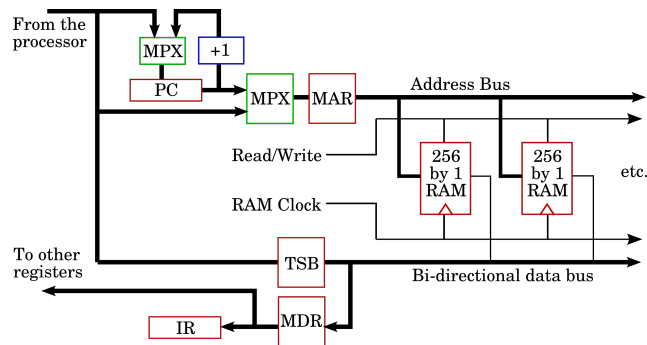 From the
processor
MPX
+1
PC
MPX
MAR
Address Bus
Read/Write
256
by 1
RAM
256
by 1
RAM
etc.
RAM Clock
To other
registers
TSB
Bi-directional data bus
IR
MDR